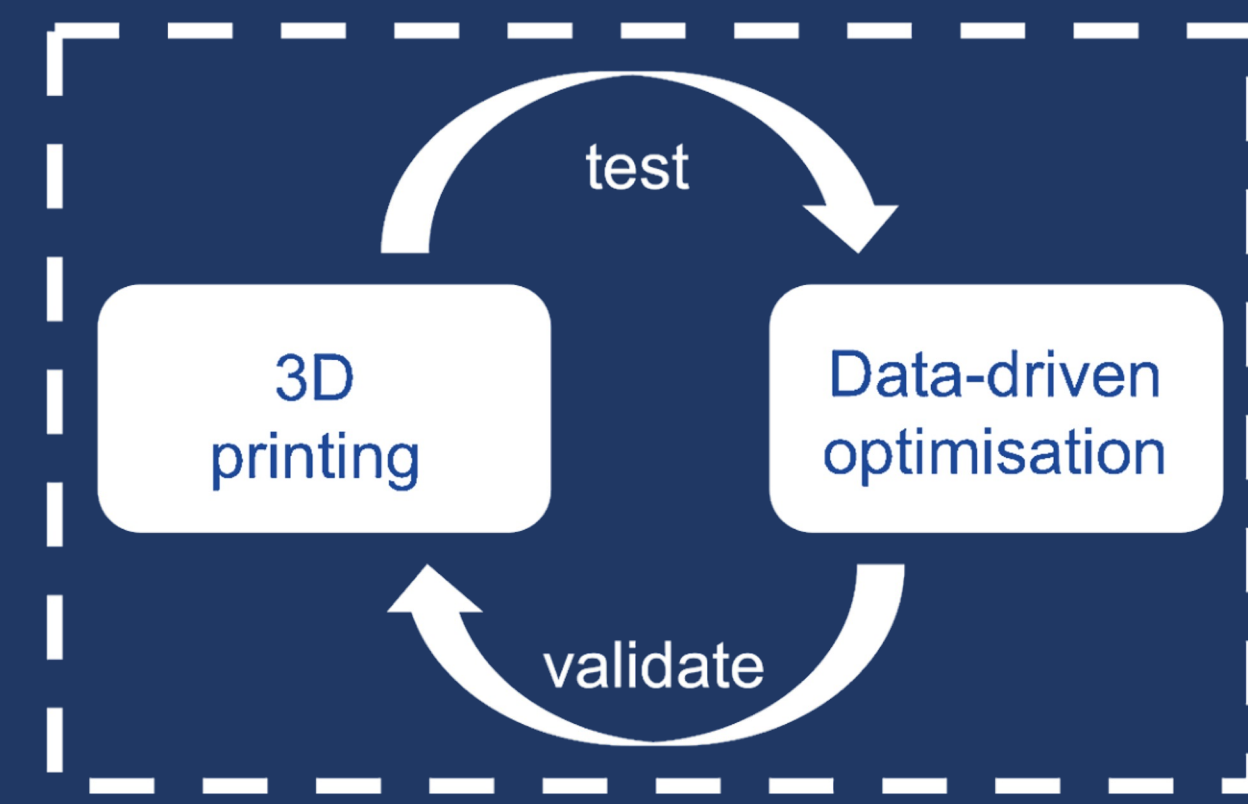 test
3D
printing
Data-driven
optimisation
validate